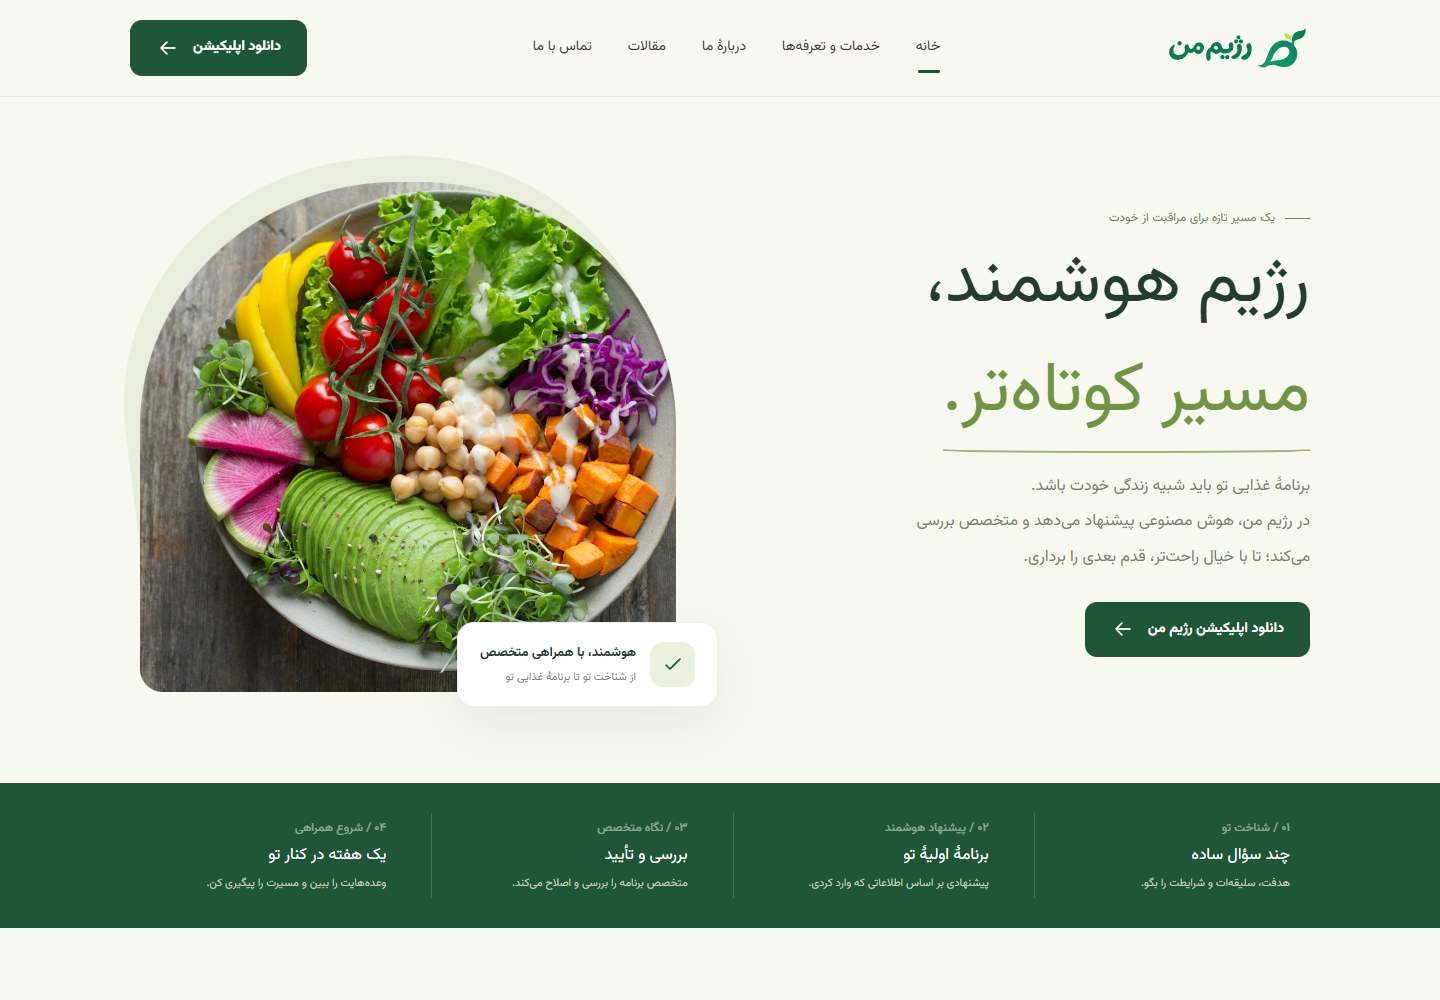 رژیم من
خانه
خدمات و تعرفه‌ها
دربارهٔ ما
مقالات
تماس با ما
دانلود اپلیکیشن
یک مسیر تازه برای مراقبت از خودت
رژیم هوشمند،
مسیر کوتاه‌تر.
برنامهٔ غذایی تو باید شبیه زندگی خودت باشد.
در رژیم من، هوش مصنوعی پیشنهاد می‌دهد و متخصص بررسی
می‌کند؛ تا با خیال راحت‌تر، قدم بعدی را برداری.
دانلود اپلیکیشن رژیم من
هوشمند، با همراهی متخصص
از شناخت تو تا برنامهٔ غذایی تو
۰۱ / شناخت تو
چند سؤال ساده
هدفت، سلیقه‌ات و شرایطت را بگو.
۰۲ / پیشنهاد هوشمند
برنامهٔ اولیهٔ تو
پیشنهادی بر اساس اطلاعاتی که وارد کردی.
۰۳ / نگاه متخصص
بررسی و تأیید
متخصص برنامه را بررسی و اصلاح می‌کند.
۰۴ / شروع همراهی
یک هفته در کنار تو
وعده‌هایت را ببین و مسیرت را پیگیری کن.